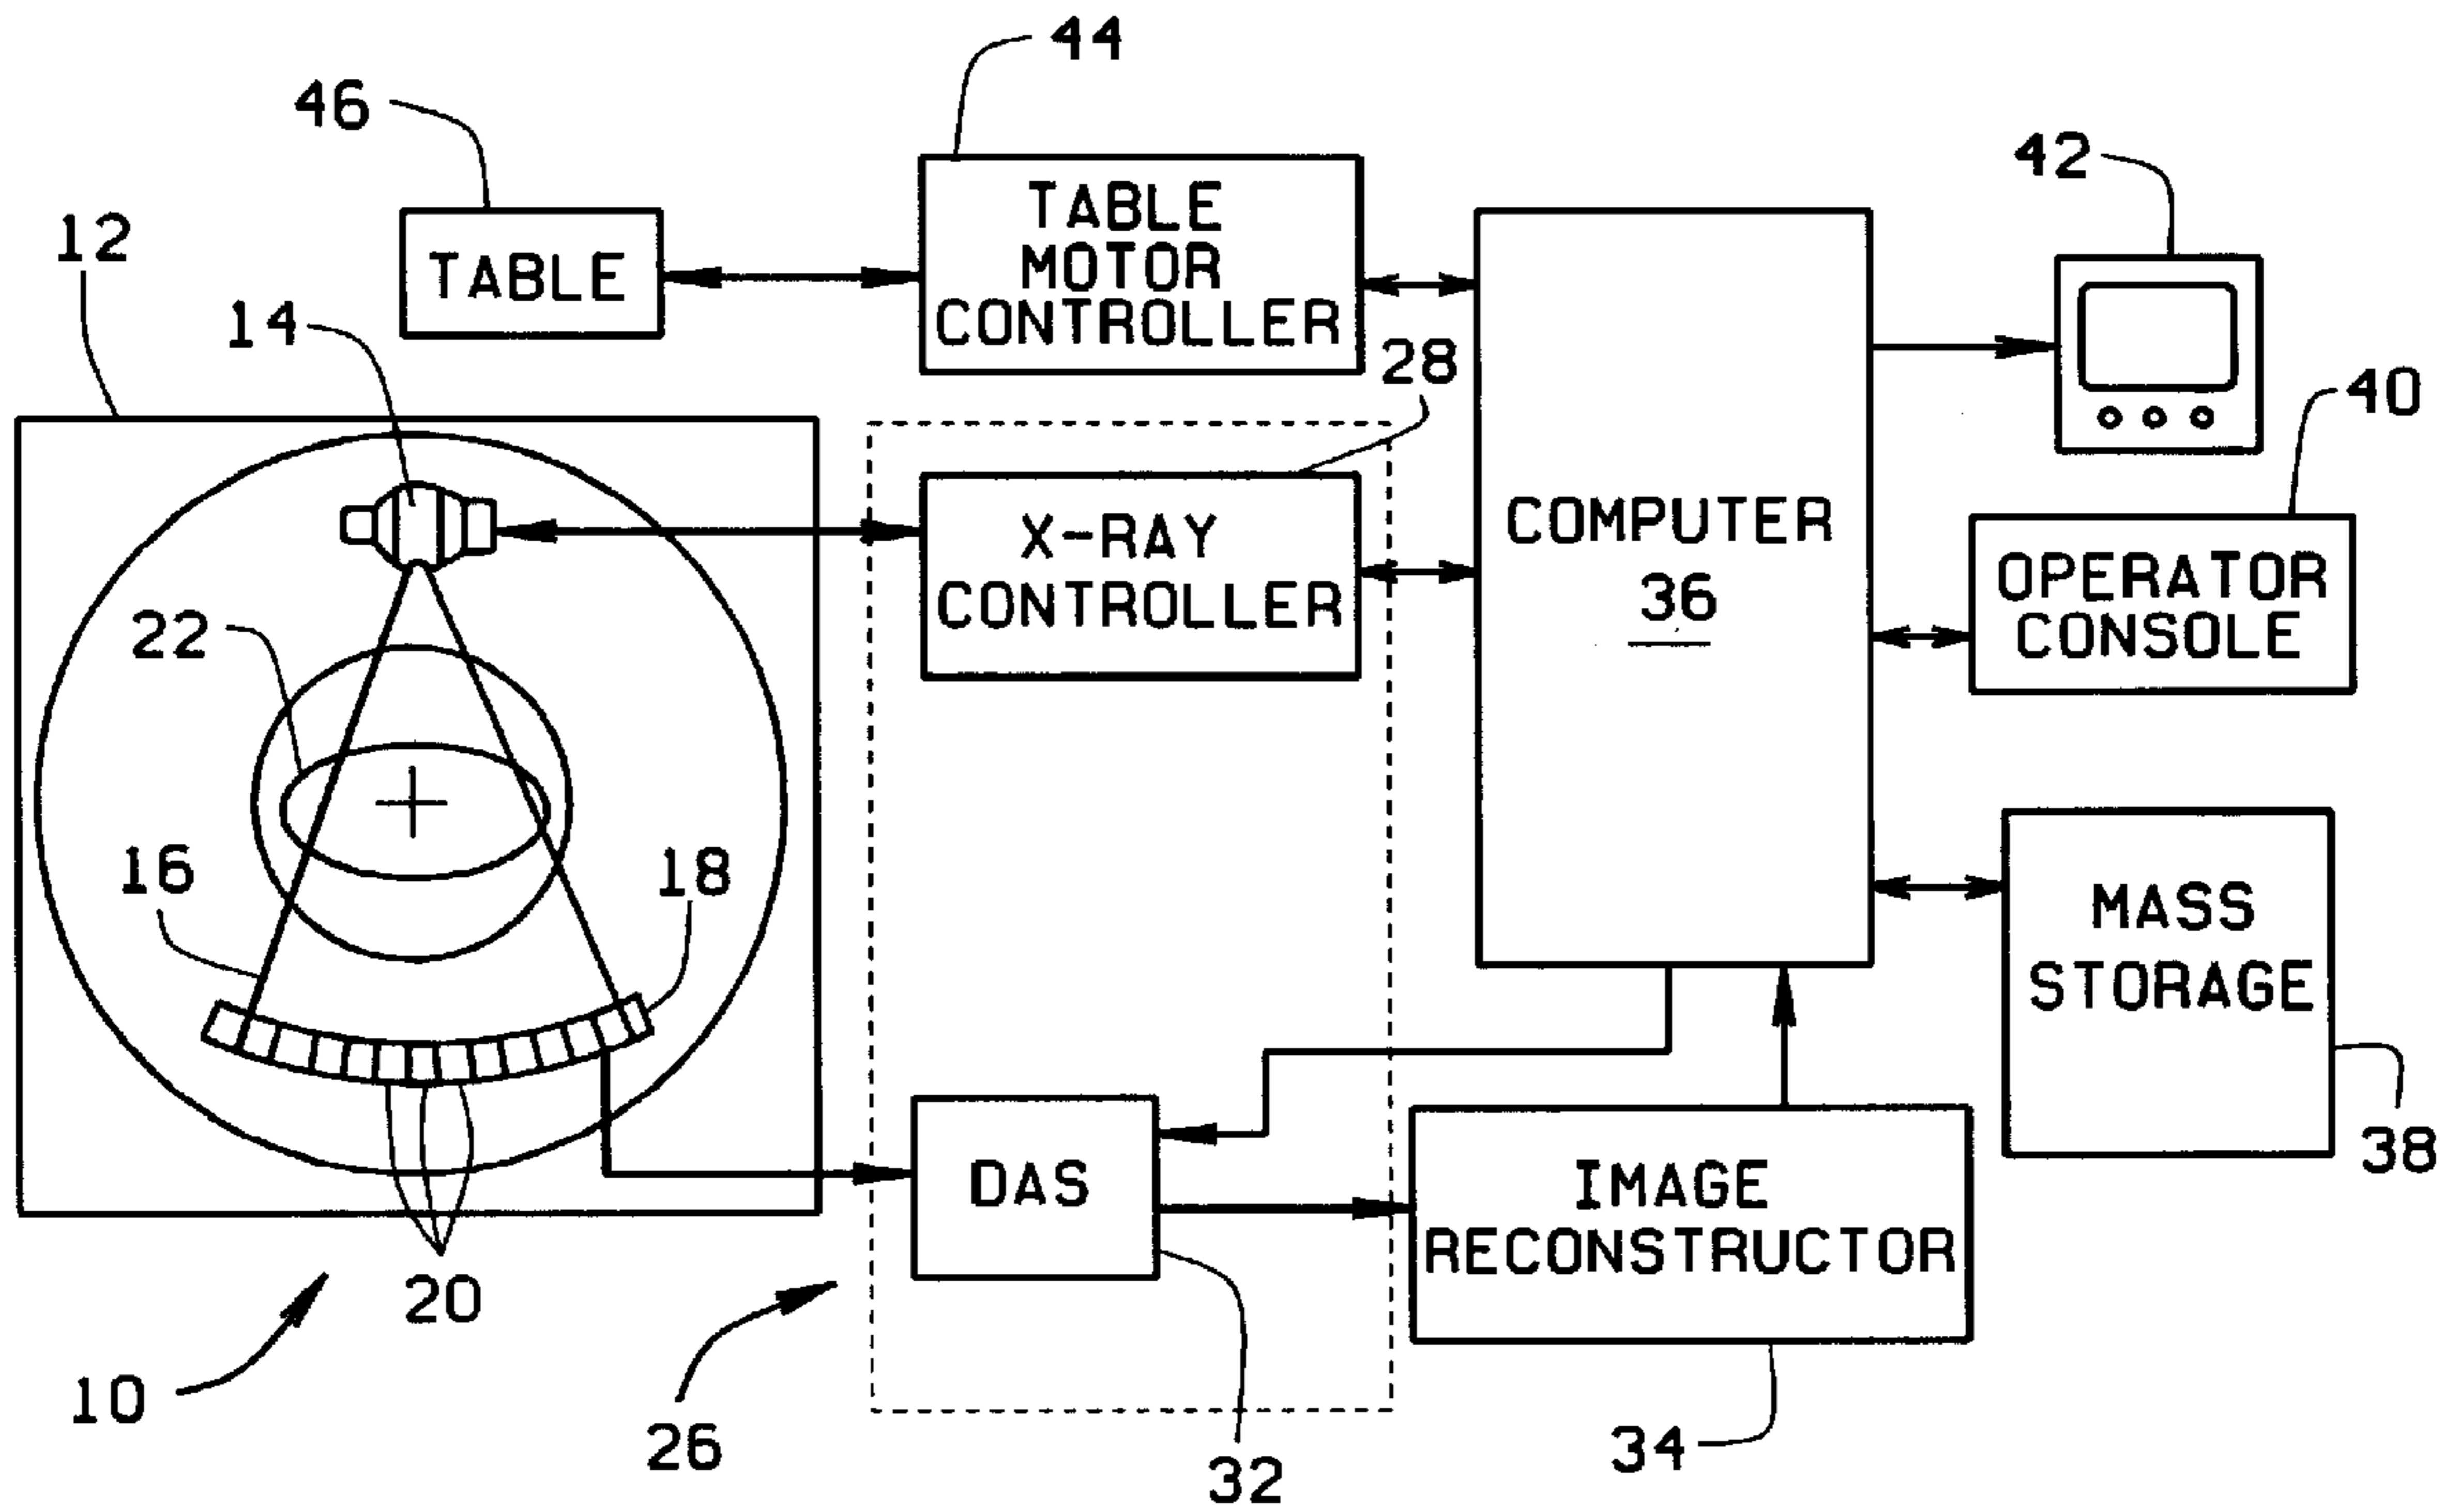 44
46
42
12
TABLE
MOTOR
CONTROLLER
TABLE
14
28
40
COMPUTER
36
X-RAY
CONTROLLER
OPERATOR
CONSOLE
22
16
18
MASS
STORAGE
38
DAS
IMAGE
RECONSTRUCTOR
20
10
26
32
34